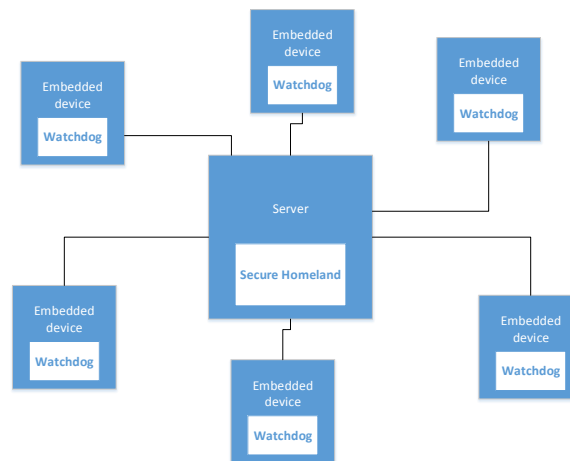 Embedded
device
Watchdog
Embedded
device
Watchdog
Embedded
device
Watchdog
Server
Secure Homeland
Embedded
device
Watchdog
Embedded
device
Watchdog
Embedded
device
Watchdog